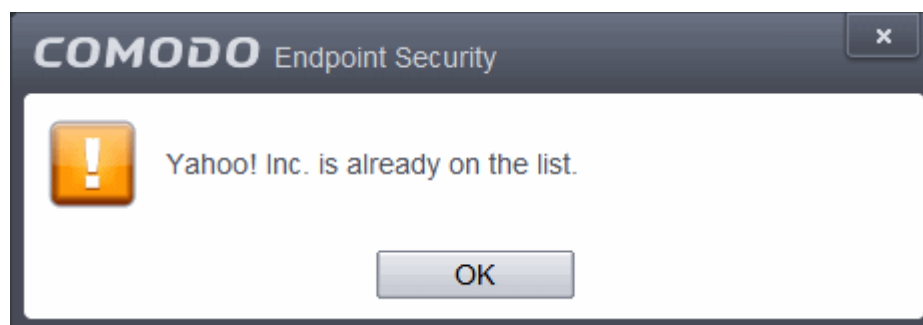 COMODO Endpoint Security
Yahoo! Inc. is already on the list.
OK